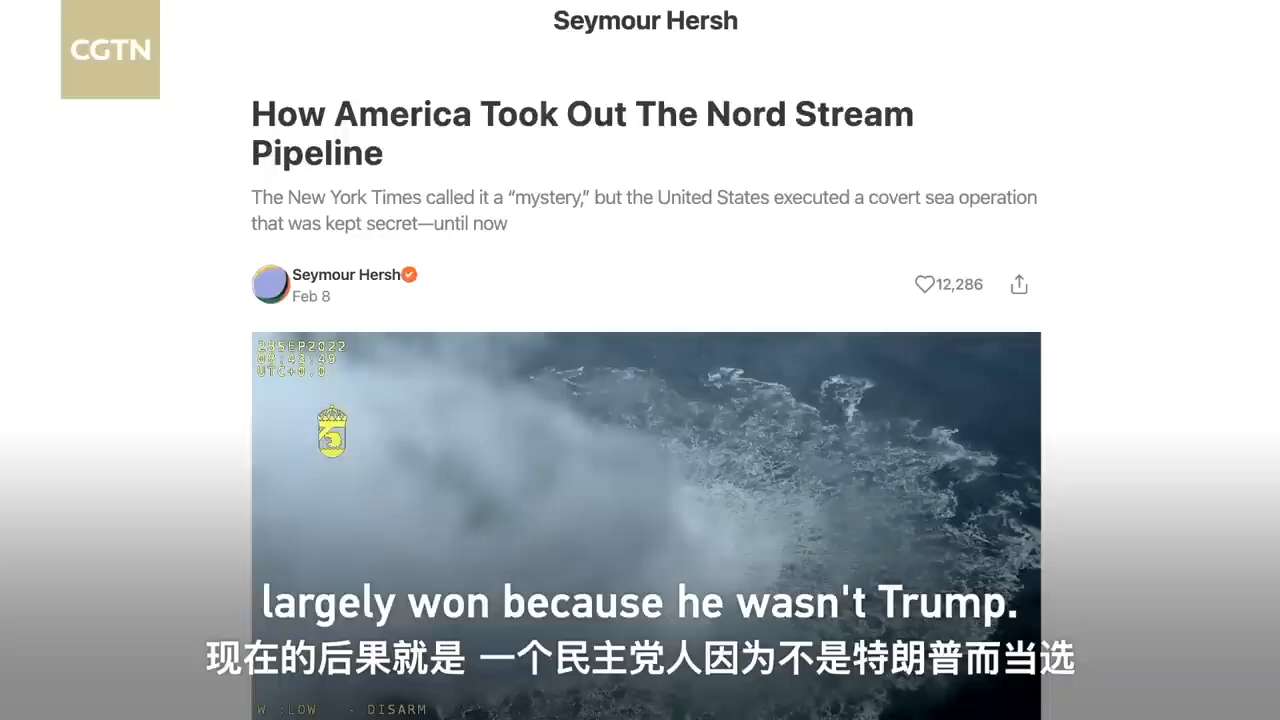 CGTN
Seymour Hersh
How America Took Out The Nord Stream
Pipeline
The New York Times called it a “mystery,” but the United States executed a covert sea operation
that was kept secret—until now
Seymour Hersh
Feb 8
12,286
28SEP2022
UTC+0.0
largely won because he wasn't Trump.
现在的后果就是 一个民主党人因为不是特朗普而当选
W :LOW - DISARM